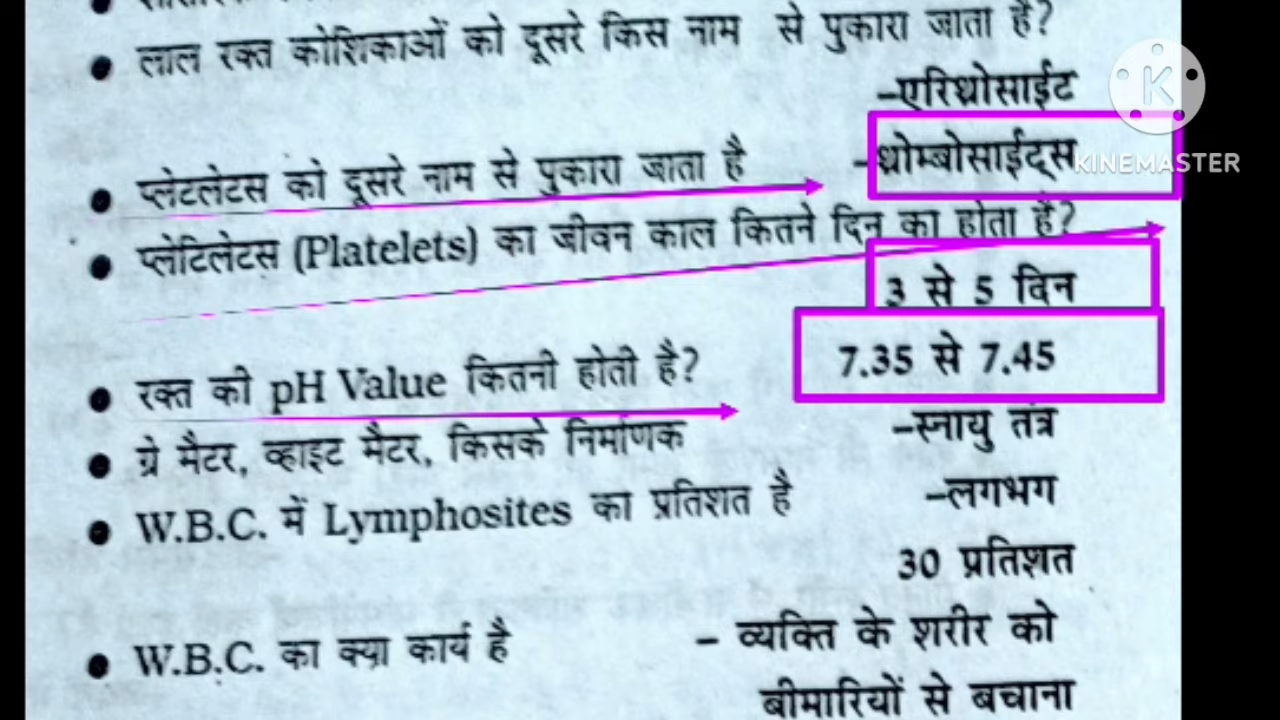 लाल रक्त कोशिकाओं को दूसरे किस नाम से पुकारा जाता है?
–एरिथ्रोसाईट
प्लेटलेटस को दूसरे नाम से पुकारा जाता है –थ्रोम्बोसाईट्स
KINEMASTER
प्लेटिलेटस (Platelets) का जीवन काल कितने दिन का होता है?
3 से 5 दिन
रक्त की pH Value कितनी होती है? 7.35 से 7.45
ग्रे मैटर, व्हाइट मैटर, किसके निर्माणक –स्नायु तंत्र
W.B.C. में Lymphosites का प्रतिशत है –लगभग
30 प्रतिशत
W.B.C. का क्या कार्य है – व्यक्ति के शरीर को
बीमारियों से बचाना